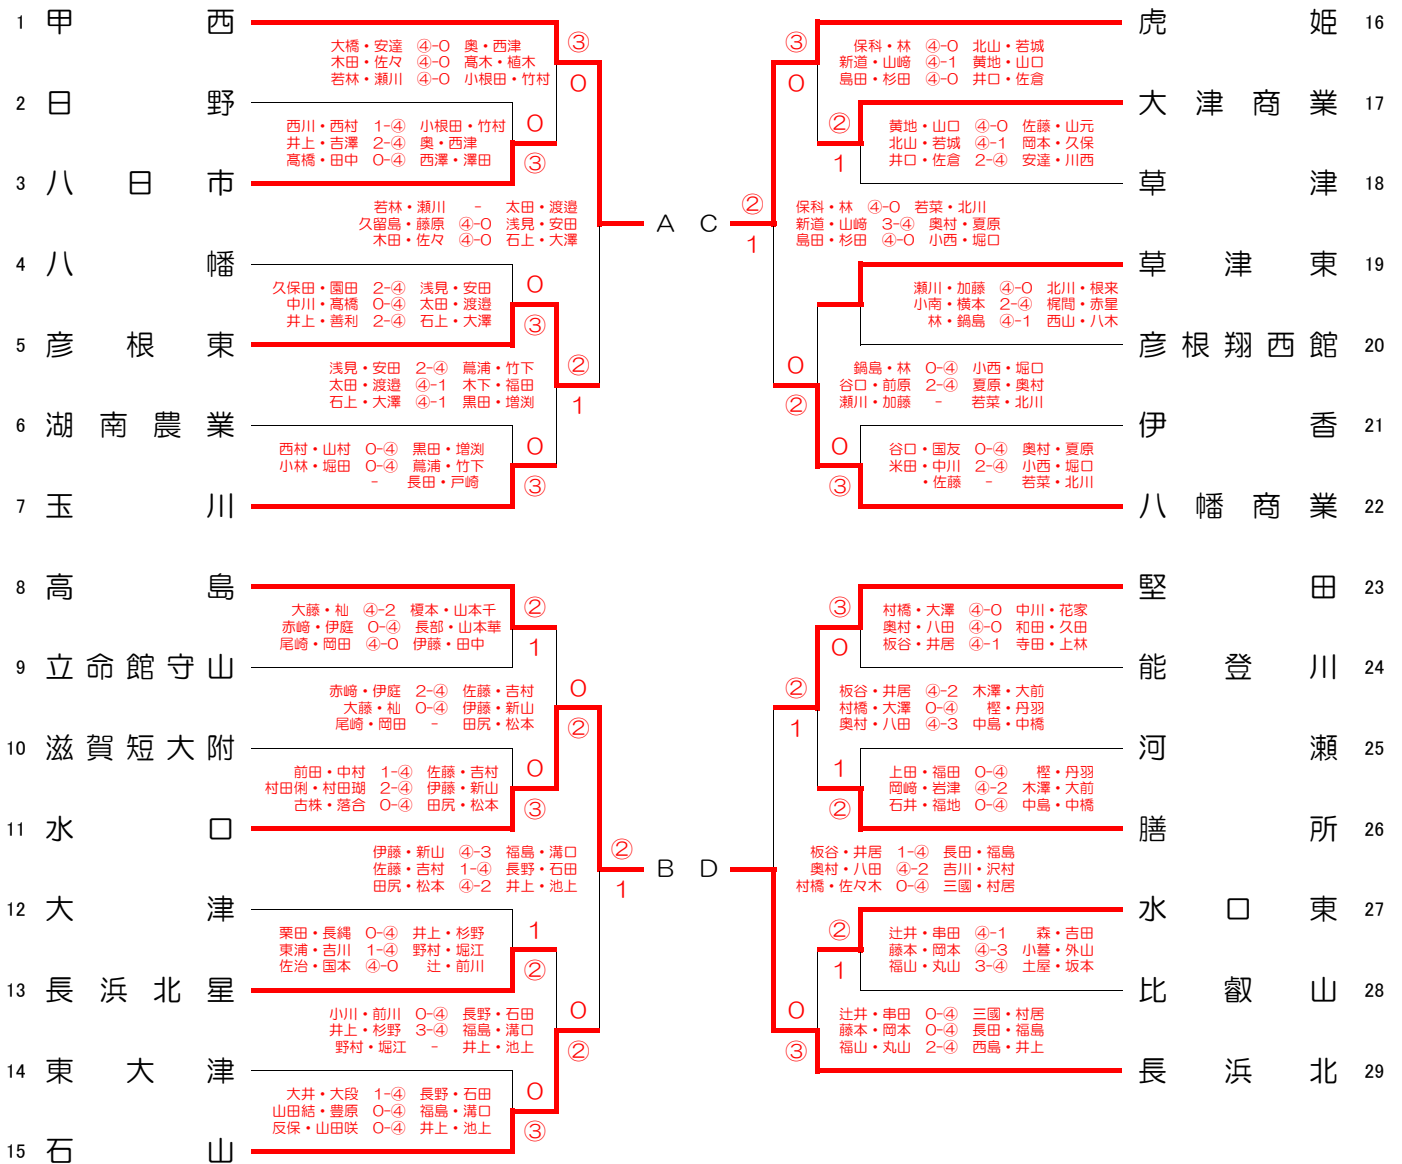 1 甲西
大橋・安達 ④-0 奥・西津
木田・佐々 ④-0 高木・植木
若林・瀬川 ④-0 小根田・竹村
③
0
2 日野
西川・西村 1-④ 小根田・竹村
井上・吉澤 2-④ 奥・西津
髙橋・田中 0-④ 西澤・澤田
0
③
3 八日市
若林・瀬川 - 太田・渡邉
久留島・藤原 ④-0 浅見・安田
木田・佐々 ④-0 石上・大澤
A
4 八幡
久保田・園田 2-④ 浅見・安田
中川・髙橋 0-④ 太田・渡邉
井上・善利 2-④ 石上・大澤
0
③
5 彦根東
浅見・安田 2-④ 蔦浦・竹下
太田・渡邉 ④-1 木下・福田
石上・大澤 ④-1 黒田・増渕
②
1
6 湖南農業
西村・山村 0-④ 黒田・増渕
小林・堀田 0-④ 蔦浦・竹下
- 長田・戸崎
0
③
7 玉川
8 高島
大藤・杣 ④-2 榎本・山本千
赤﨑・伊庭 0-④ 長部・山本華
尾崎・岡田 ④-0 伊藤・田中
②
1
9 立命館守山
赤﨑・伊庭 2-④ 佐藤・吉村
大藤・杣 0-④ 伊藤・新山
尾崎・岡田 - 田尻・松本
0
②
10 滋賀短大附
前田・中村 1-④ 佐藤・吉村
村田俐・村田瑚 2-④ 伊藤・新山
古株・落合 0-④ 田尻・松本
0
③
11 水口
伊藤・新山 ④-3 福島・溝口
佐藤・吉村 1-④ 長野・石田
田尻・松本 ④-2 井上・池上
②
1
B
12 大津
栗田・長縄 0-④ 井上・杉野
東浦・吉川 1-④ 野村・堀江
佐治・国本 ④-0 辻・前川
1
②
13 長浜北星
小川・前川 0-④ 長野・石田
井上・杉野 3-④ 福島・溝口
野村・堀江 - 井上・池上
0
②
14 東大津
大井・大段 1-④ 長野・石田
山田結・豊原 0-④ 福島・溝口
反保・山田咲 0-④ 井上・池上
0
③
15 石山
虎姫 16
③
0
保科・林 ④-0 北山・若城
新道・山﨑 ④-1 黄地・山口
島田・杉田 ④-0 井口・佐倉
大津商業 17
②
1
黄地・山口 ④-0 佐藤・山元
北山・若城 ④-1 岡本・久保
井口・佐倉 2-④ 安達・川西
草津 18
C
②
1
保科・林 ④-0 若菜・北川
新道・山﨑 3-④ 奥村・夏原
島田・杉田 ④-0 小西・堀口
草津東 19
瀬川・加藤 ④-0 北川・根来
小南・横本 2-④ 梶間・赤星
林・鍋島 ④-1 西山・八木
彦根翔西館 20
0
②
鍋島・林 0-④ 小西・堀口
谷口・前原 2-④ 夏原・奥村
瀬川・加藤 - 若菜・北川
伊香 21
0
③
谷口・国友 0-④ 奥村・夏原
米田・中川 2-④ 小西・堀口
・佐藤 - 若菜・北川
八幡商業 22
堅田 23
③
0
村橋・大澤 ④-0 中川・花家
奥村・八田 ④-0 和田・久田
板谷・井居 ④-1 寺田・上林
能登川 24
②
1
板谷・井居 ④-2 木澤・大前
村橋・大澤 0-④ 樫・丹羽
奥村・八田 ④-3 中島・中橋
河瀬 25
1
②
上田・福田 0-④ 樫・丹羽
岡﨑・岩津 ④-2 木澤・大前
石井・福地 0-④ 中島・中橋
膳所 26
D
板谷・井居 1-④ 長田・福島
奥村・八田 ④-2 吉川・沢村
村橋・佐々木 0-④ 三國・村居
水口東 27
②
1
辻井・串田 ④-1 森・吉田
藤本・岡本 ④-3 小暮・外山
福山・丸山 3-④ 土屋・坂本
比叡山 28
0
③
辻井・串田 0-④ 三國・村居
藤本・岡本 0-④ 長田・福島
福山・丸山 2-④ 西島・井上
長浜北 29